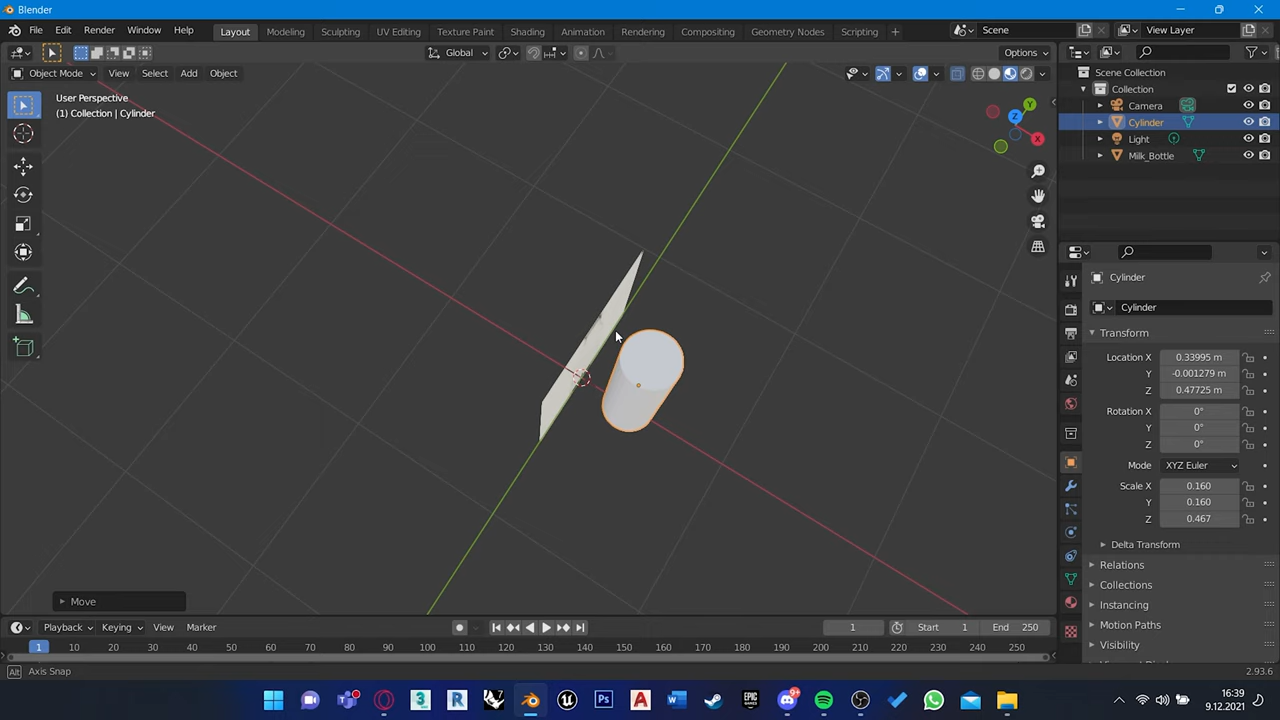 Blender
File Edit Render Window Help Layout Modeling Sculpting UV Editing Texture Paint Shading Animation Rendering Compositing Geometry Nodes Scripting + Scene View Layer
Global Options
Object Mode View Select Add Object
User Perspective
(1) Collection | Cylinder
Z Y X
Scene Collection
Collection
Camera
Cylinder
Light
Milk_Bottle
Cylinder
Cylinder
Transform
Location X 0.33995 m
Y -0.001279 m
Z 0.47725 m
Rotation X 0°
Y 0°
Z 0°
Mode XYZ Euler
Scale X 0.160
Y 0.160
Z 0.467
Delta Transform
Relations
Collections
Instancing
Motion Paths
Visibility
Move
Playback Keying View Marker 1 Start 1 End 250
1 10 20 30 40 50 60 70 80 90 100 110 120 130 140 150 160 170 180 190 200 210 220 230 240 250
Alt Axis Snap 2.93.6
16:39
9.12.2021